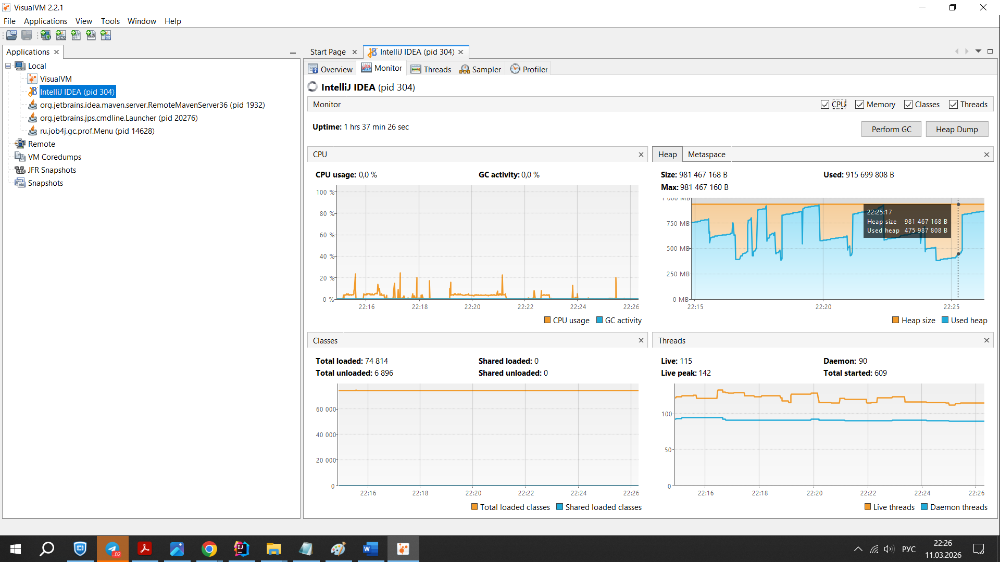 VisualVM 2.2.1
File Applications View Tools Window Help
Applications
Start Page
IntelliJ IDEA (pid 304)
Local
VisualVM
IntelliJ IDEA (pid 304)
org.jetbrains.idea.maven.server.RemoteMavenServer36 (pid 1932)
org.jetbrains.jps.cmdline.Launcher (pid 20276)
ru.job4j.gc.prof.Menu (pid 14628)
Remote
VM Coredumps
JFR Snapshots
Snapshots
Overview Monitor Threads Sampler Profiler
IntelliJ IDEA (pid 304)
Monitor
CPU Memory Classes Threads
Uptime: 1 hrs 37 min 26 sec
Perform GC Heap Dump
CPU
CPU usage: 0,0 % GC activity: 0,0 %
100 %
80 %
60 %
40 %
20 %
0 %
22:16 22:18 22:20 22:22 22:24 22:26
CPU usage GC activity
Heap Metaspace
Size: 981 467 168 B Used: 915 699 808 B
Max: 981 467 160 B
1 000 MB
750 MB
500 MB
250 MB
0 MB
22:25:17
Heap size 981 467 168 B
Used heap 475 987 808 B
22:15 22:20 22:25
Heap size Used heap
Classes
Total loaded: 74 814 Shared loaded: 0
Total unloaded: 6 896 Shared unloaded: 0
60 000
40 000
20 000
0
22:16 22:18 22:20 22:22 22:24 22:26
Total loaded classes Shared loaded classes
Threads
Live: 115 Daemon: 90
Live peak: 142 Total started: 609
100
50
0
22:16 22:18 22:20 22:22 22:24 22:26
Live threads Daemon threads
..02
РУС
22:26
11.03.2026